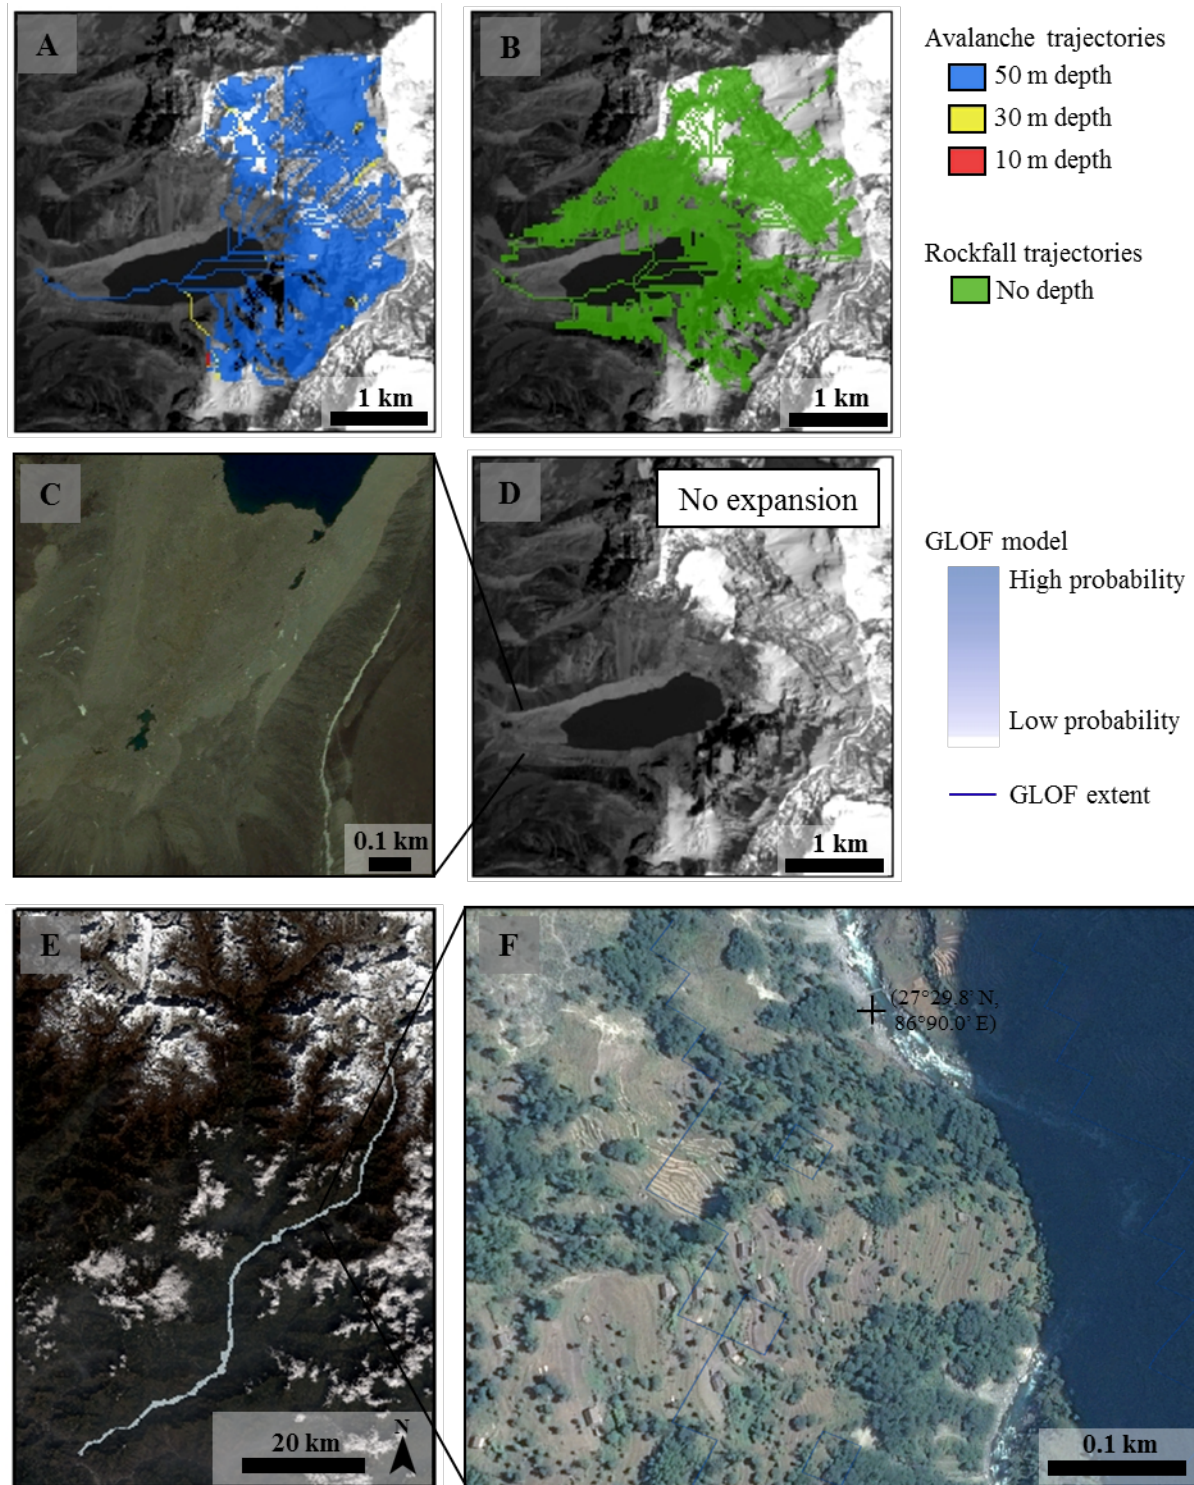 A
B
Avalanche trajectories
50 m depth
30 m depth
10 m depth
Rockfall trajectories
No depth
1 km
1 km
C
D
No expansion
GLOF model
High probability
Low probability
GLOF extent
0.1 km
1 km
E
F
(27°29.8' N,
86°90.0' E)
N
20 km
0.1 km